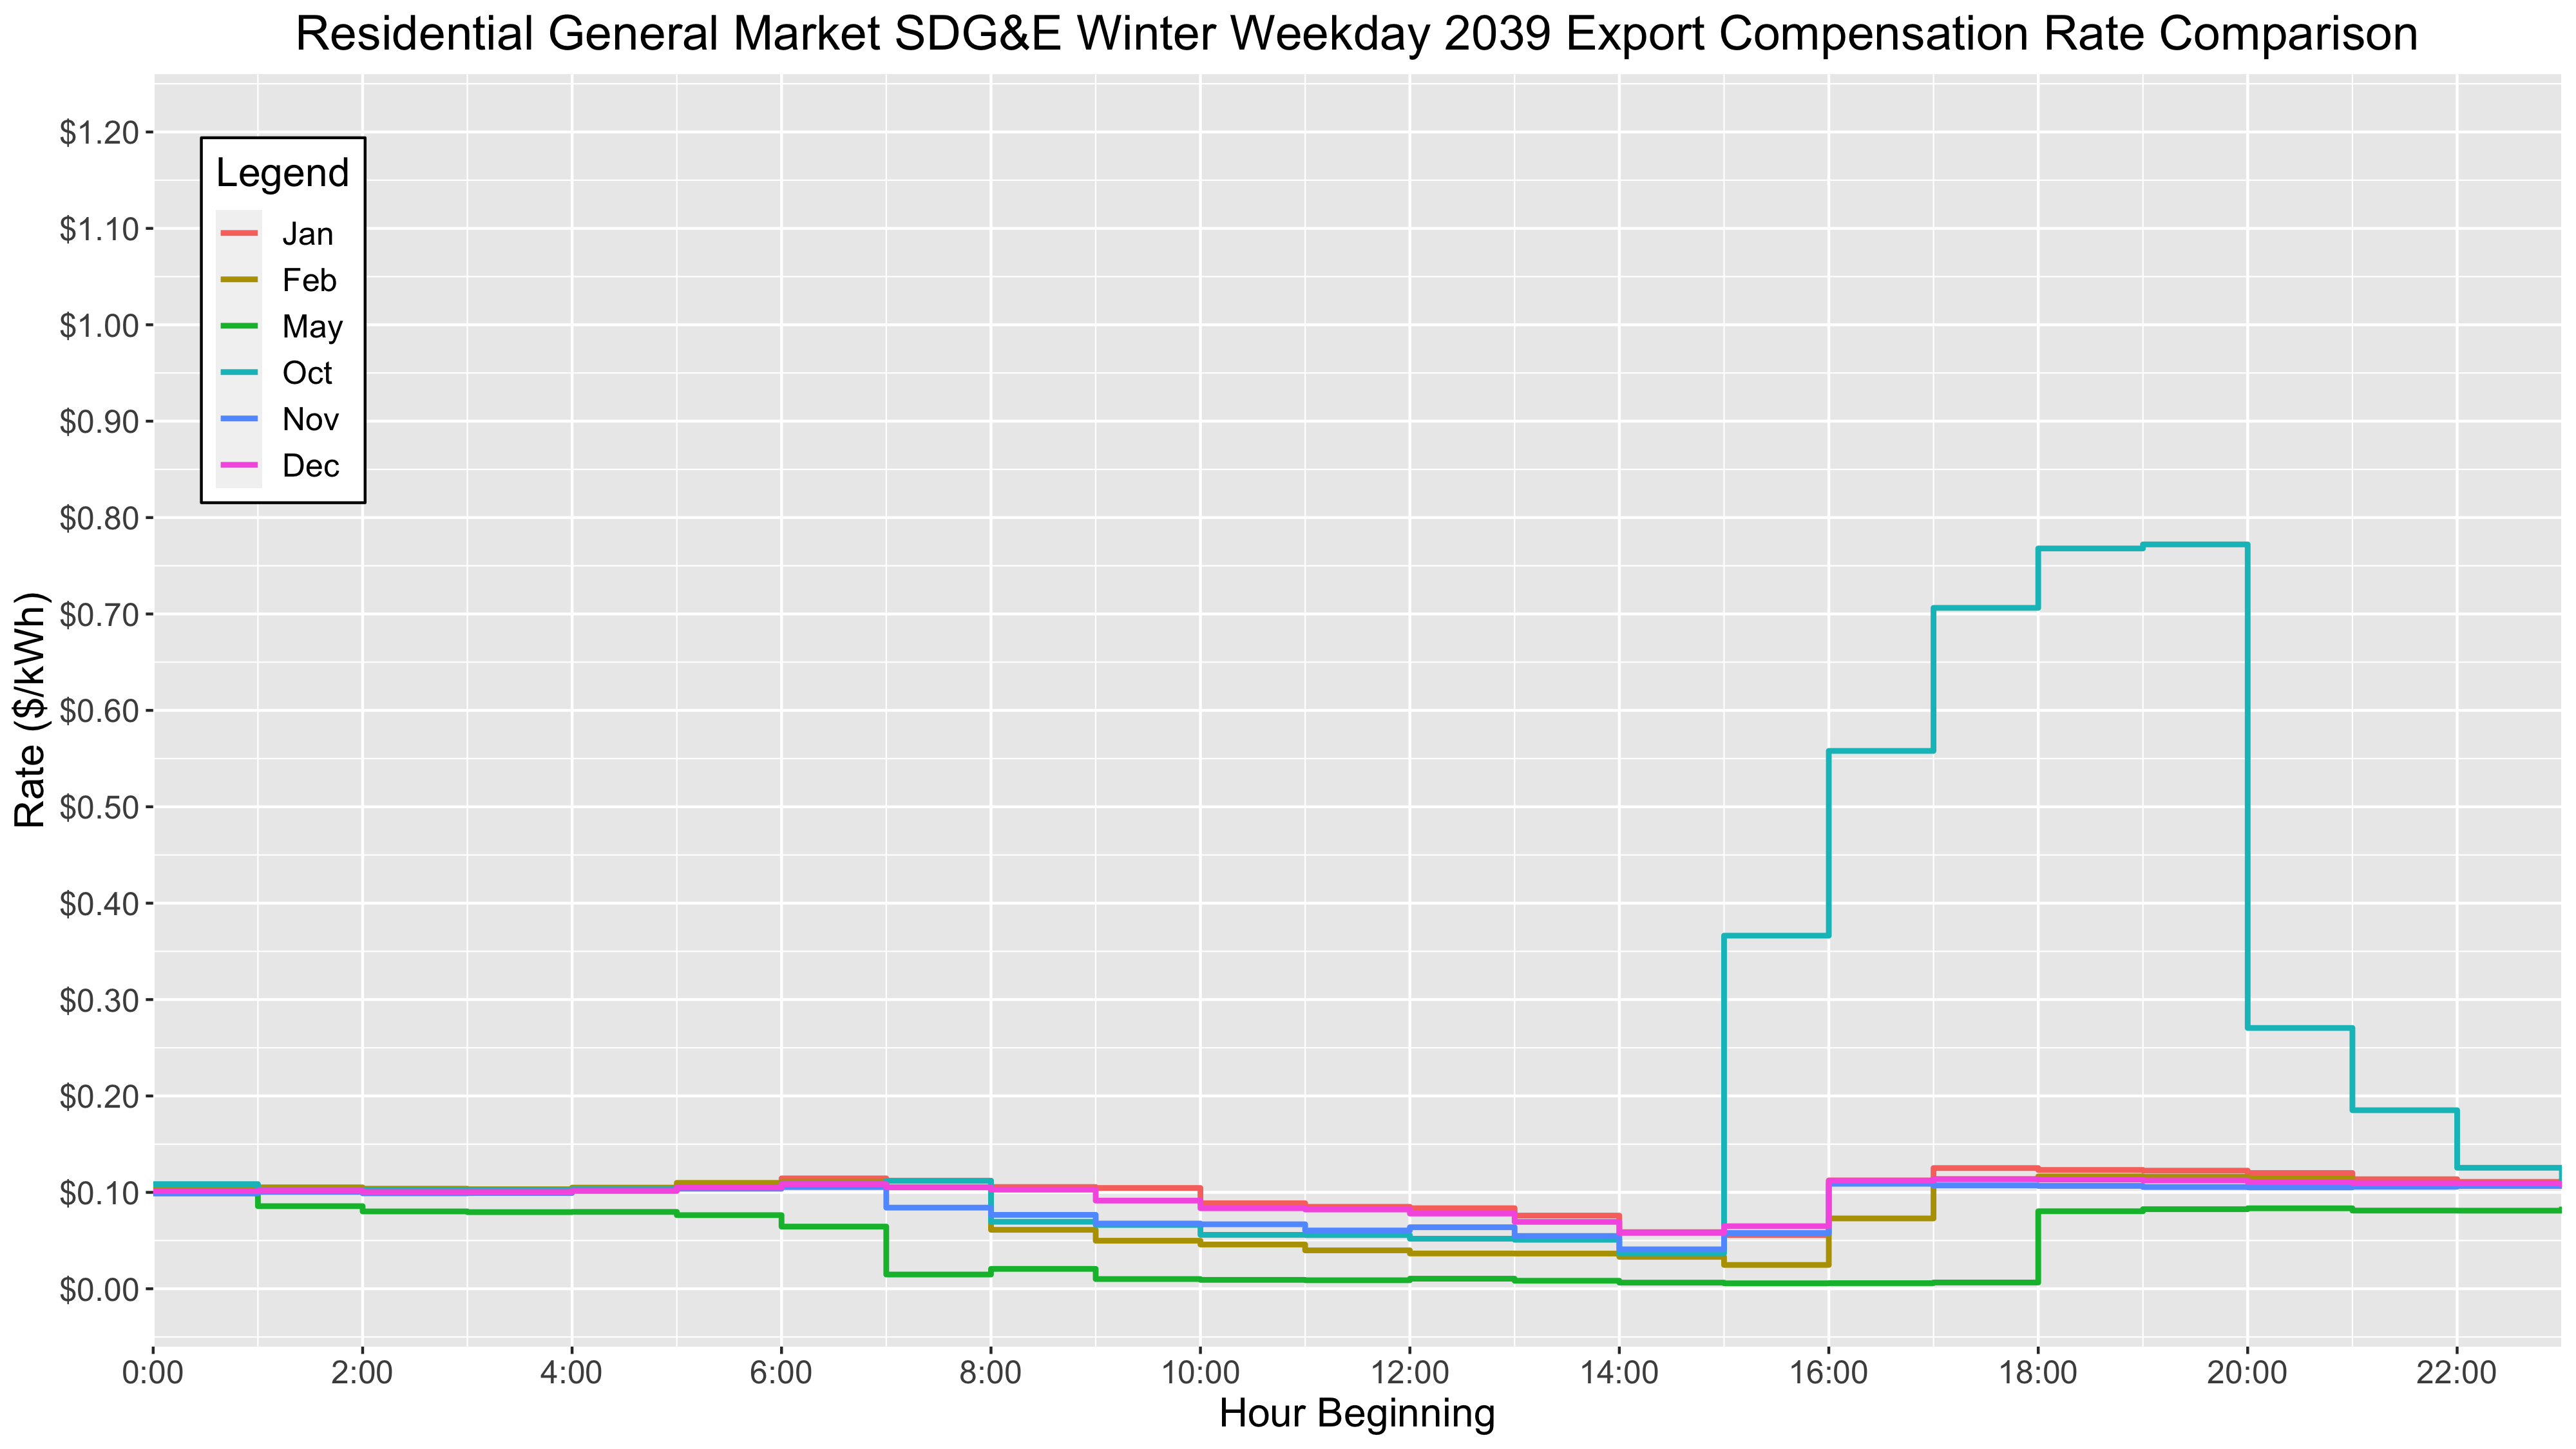 Residential General Market SDG&E Winter Weekday 2039 Export Compensation Rate Comparison
$1.20
$1.10
$1.00
$0.90
$0.80
$0.70
$0.60
$0.50
$0.40
$0.30
$0.20
$0.10
$0.00
Rate ($/kWh)
Legend
Jan
Feb
May
Oct
Nov
Dec
0:00 2:00 4:00 6:00 8:00 10:00 12:00 14:00 16:00 18:00 20:00 22:00
Hour Beginning